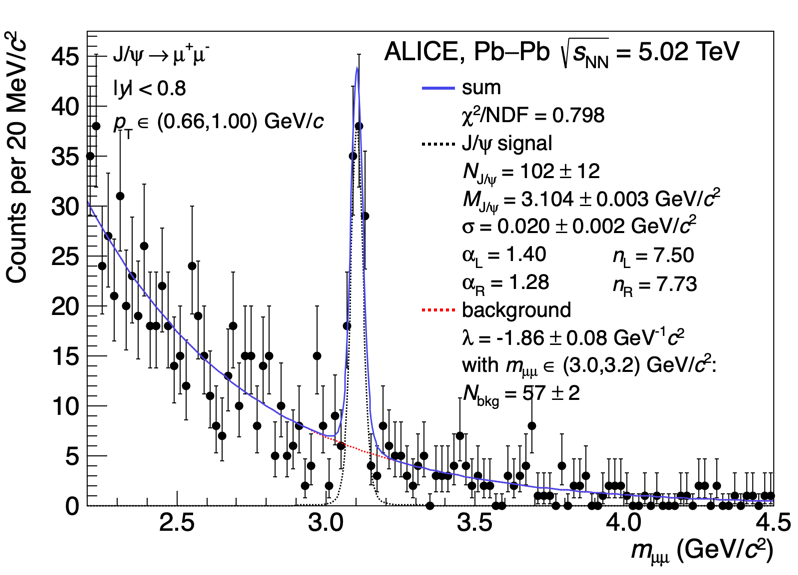 Counts per 20 MeV/c²
45
40
35
30
25
20
15
10
5
0
J/ψ → μ⁺μ⁻
|y| < 0.8
p_T ∈ (0.66,1.00) GeV/c
ALICE, Pb–Pb √s_NN = 5.02 TeV
sum
χ²/NDF = 0.798
J/ψ signal
N_J/ψ = 102 ± 12
M_J/ψ = 3.104 ± 0.003 GeV/c²
σ = 0.020 ± 0.002 GeV/c²
α_L = 1.40 n_L = 7.50
α_R = 1.28 n_R = 7.73
background
λ = -1.86 ± 0.08 GeV⁻¹c²
with m_μμ ∈ (3.0,3.2) GeV/c²:
N_bkg = 57 ± 2
2.5 3.0 3.5 4.0 4.5
m_μμ (GeV/c²)